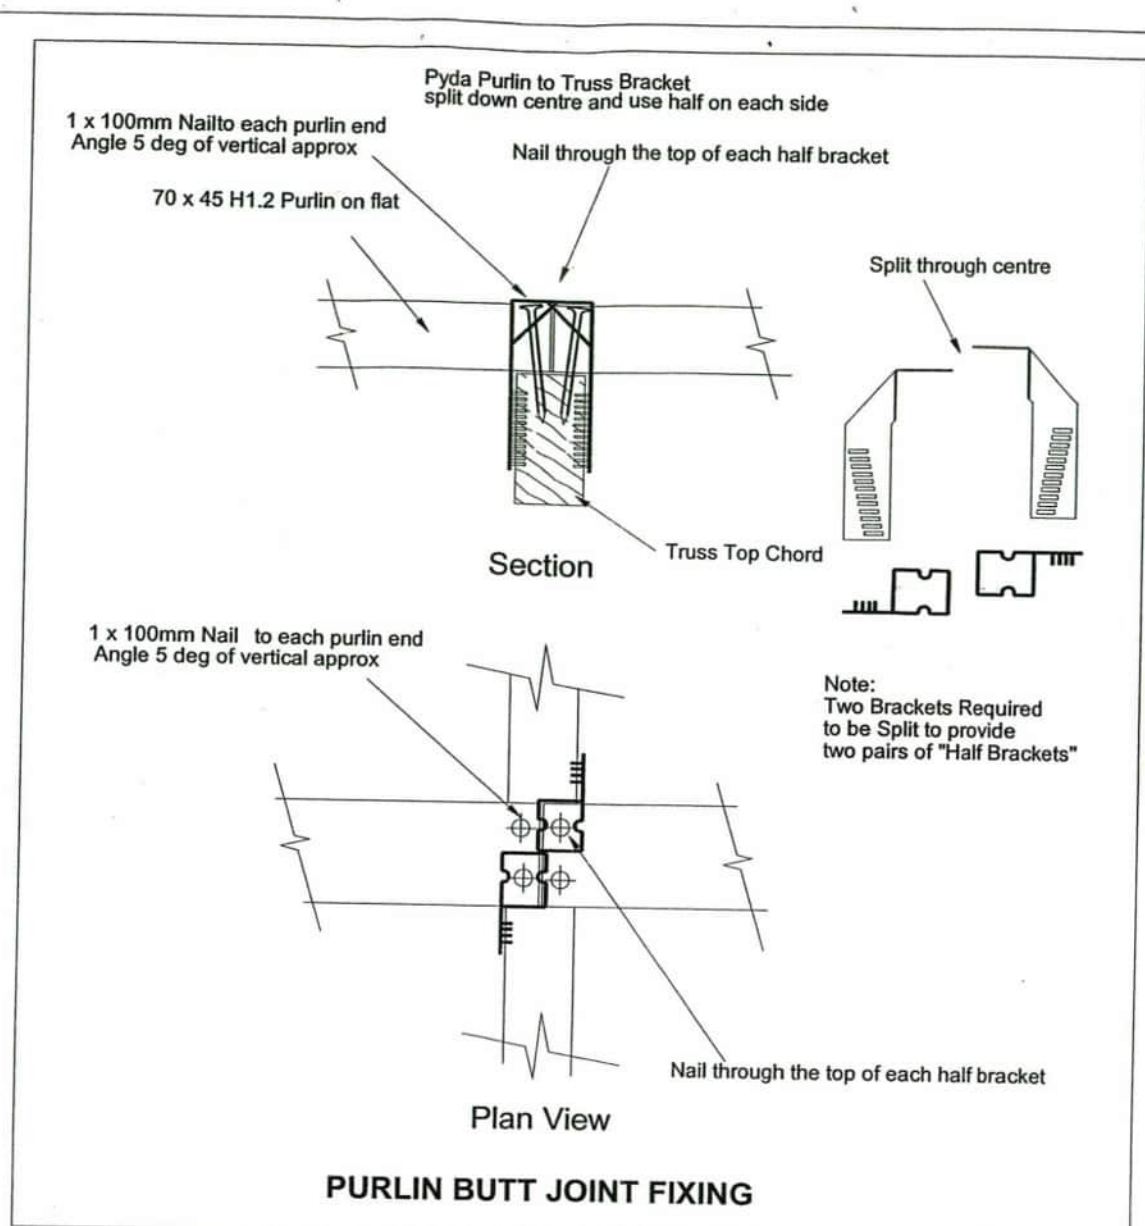 Pyda Purlin to Truss Bracket
split down centre and use half on each side
1 x 100mm Nailto each purlin end
Angle 5 deg of vertical approx
Nail through the top of each half bracket
70 x 45 H1.2 Purlin on flat
Split through centre
Truss Top Chord
Section
1 x 100mm Nail to each purlin end
Angle 5 deg of vertical approx
Note:
Two Brackets Required
to be Split to provide
two pairs of "Half Brackets"
Nail through the top of each half bracket
Plan View
PURLIN BUTT JOINT FIXING